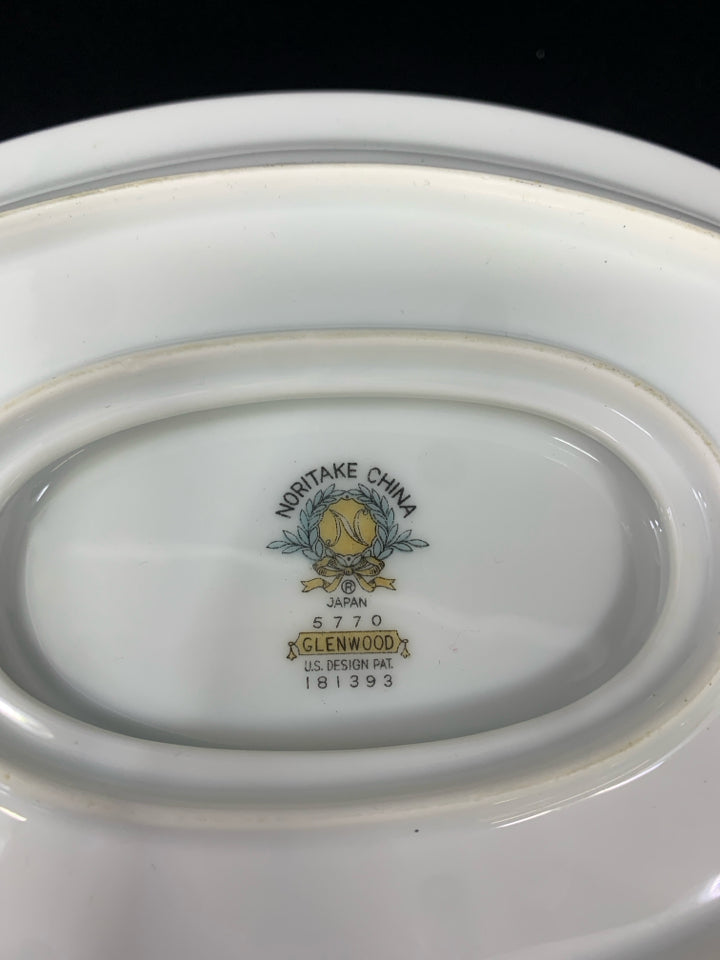 NORITAKE CHINA
N
®
JAPAN
5770
GLENWOOD
U.S. DESIGN PAT.
181393